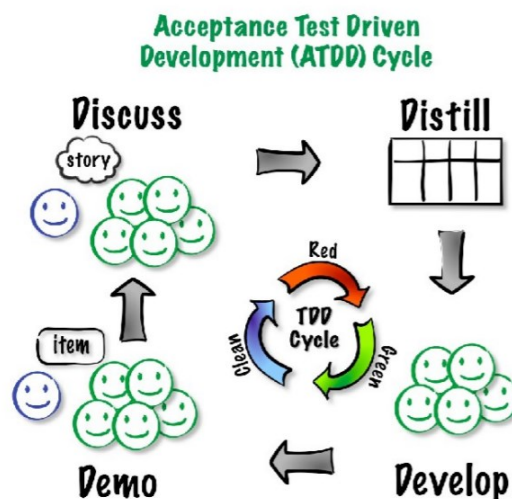 Acceptance Test Driven
Development (ATDD) Cycle
Discuss
Distill
story
Red
TDD
Cycle
Clean
Green
item
Demo
Develop